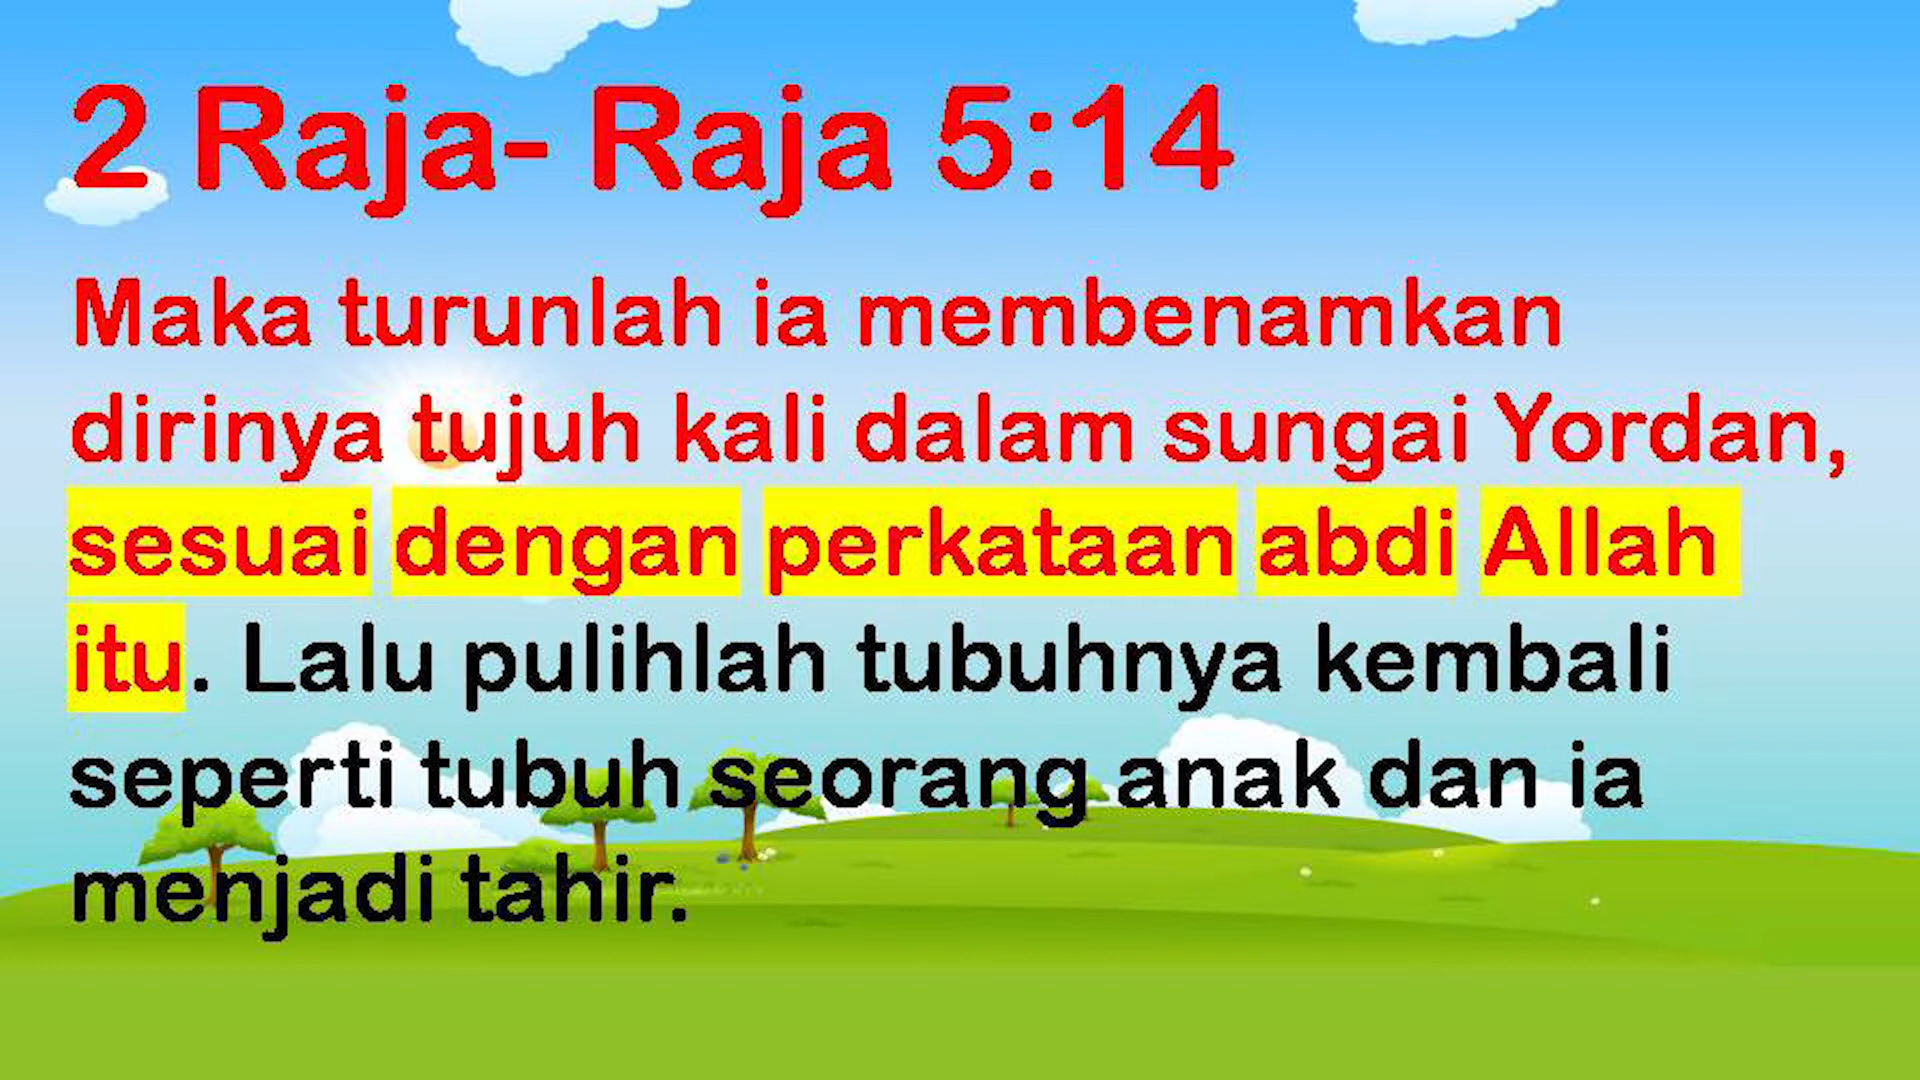 2 Raja- Raja 5:14
Maka turunlah ia membenamkan
dirinya tujuh kali dalam sungai Yordan,
sesuai dengan perkataan abdi Allah
itu. Lalu pulihlah tubuhnya kembali
seperti tubuh seorang anak dan ia
menjadi tahir.